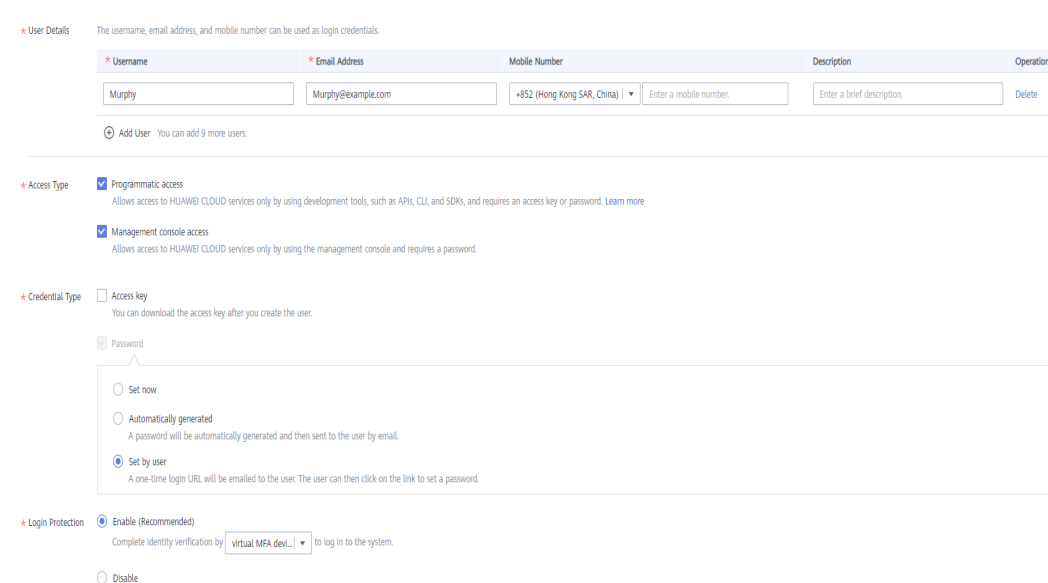 * User Details The username, email address, and mobile number can be used as login credentials.
* Username * Email Address Mobile Number Description Operation
Murphy Murphy@example.com +852 (Hong Kong SAR, China) Enter a mobile number. Enter a brief description. Delete
Add User You can add 9 more users.
* Access Type Programmatic access
Allows access to HUAWEI CLOUD services only by using development tools, such as APIs, CLI, and SDKs, and requires an access key or password. Learn more
Management console access
Allows access to HUAWEI CLOUD services only by using the management console and requires a password.
* Credential Type Access key
You can download the access key after you create the user.
Password
Set now
Automatically generated
A password will be automatically generated and then sent to the user by email.
Set by user
A one-time login URL will be emailed to the user. The user can then click on the link to set a password.
* Login Protection Enable (Recommended)
Complete identity verification by virtual MFA devi... to log in to the system.
Disable